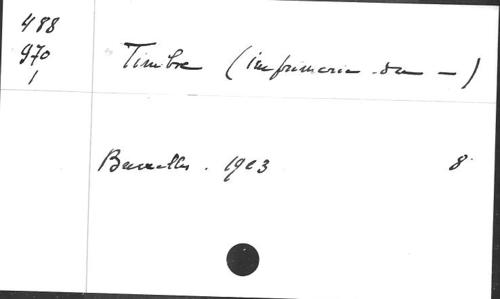 488
970
1
Timbre (imprimerie du —)
Bruxelles. 1903 8°